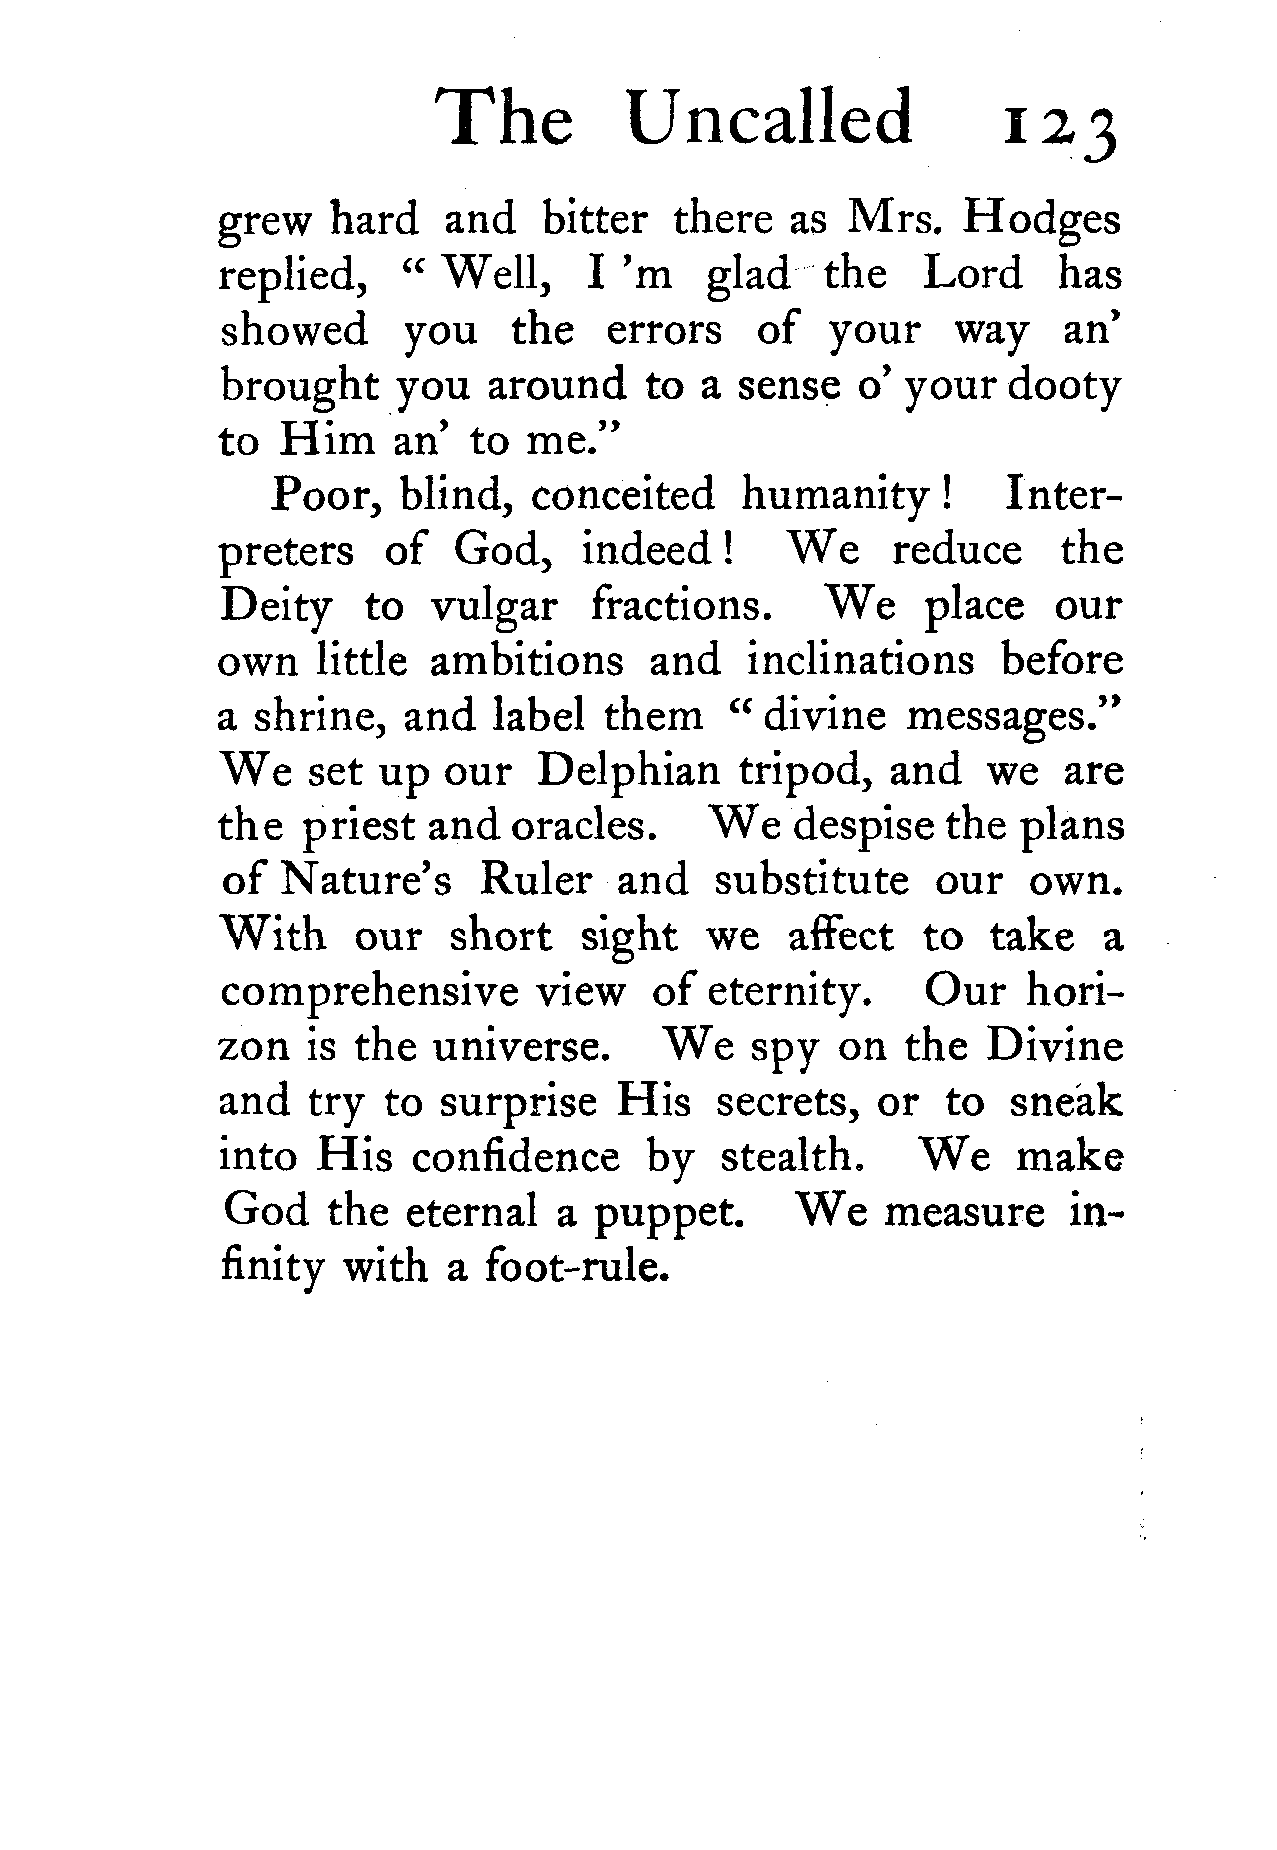 The Uncalled 123
grew hard and bitter there as Mrs. Hodges
replied, “ Well, I ’m glad the Lord has
showed you the errors of your way an’
brought you around to a sense o’ your dooty
to Him an’ to me.”
Poor, blind, conceited humanity ! Inter-
preters of God, indeed ! We reduce the
Deity to vulgar fractions. We place our
own little ambitions and inclinations before
a shrine, and label them “ divine messages.”
We set up our Delphian tripod, and we are
the priest and oracles. We despise the plans
of Nature’s Ruler and substitute our own.
With our short sight we affect to take a
comprehensive view of eternity. Our hori-
zon is the universe. We spy on the Divine
and try to surprise His secrets, or to sneak
into His confidence by stealth. We make
God the eternal a puppet. We measure in-
finity with a foot-rule.